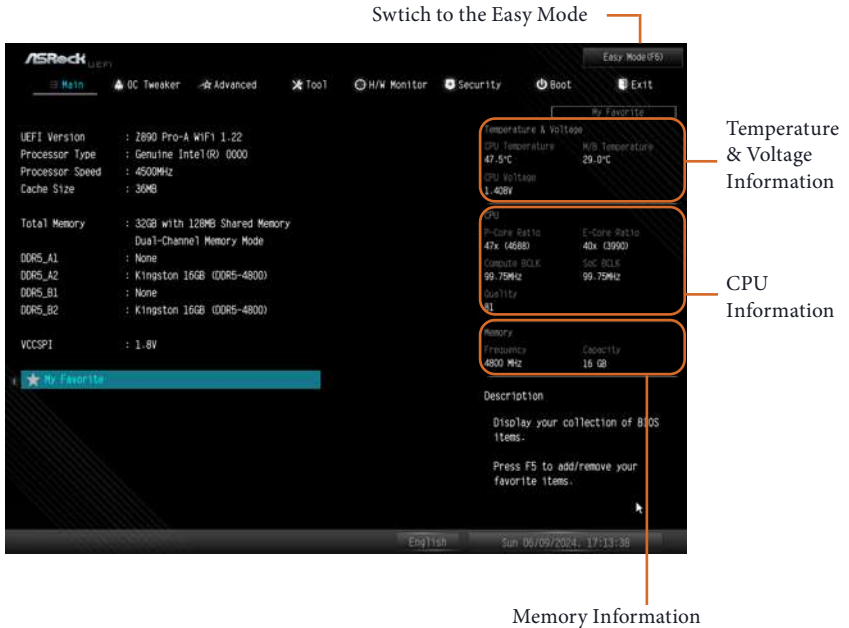 Swtich to the Easy Mode
ASRock UEFI
Easy Mode(F6)
Main OC Tweaker Advanced Tool H/W Monitor Security Boot Exit
My Favorite
UEFI Version : Z890 Pro-A WiFi 1.22
Processor Type : Genuine Intel(R) 0000
Processor Speed : 4500MHz
Cache Size : 36MB
Total Memory : 32GB with 128MB Shared Memory
Dual-Channel Memory Mode
DDR5_A1 : None
DDR5_A2 : Kingston 16GB (DDR5-4800)
DDR5_B1 : None
DDR5_B2 : Kingston 16GB (DDR5-4800)
VCCSPI : 1.8V
My Favorite
Temperature & Voltage
CPU Temperature M/B Temperature
47.5°C 29.0°C
CPU Voltage
1.408V
Temperature
& Voltage
Information
CPU
P-Core Ratio E-Core Ratio
47x (4688) 40x (3990)
Compute BCLK SoC BCLK
99.75MHz 99.75MHz
Quality
81
CPU
Information
Memory
Frequency Capacity
4800 MHz 16 GB
Description
Display your collection of BIOS
items.
Press F5 to add/remove your
favorite items.
English Sun 06/09/2024, 17:13:38
Memory Information